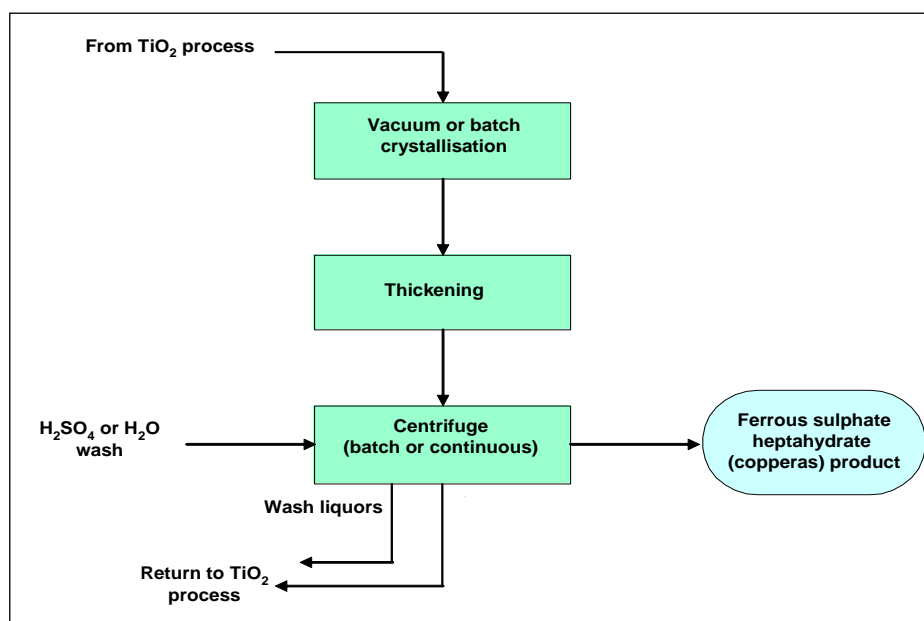 From TiO₂ process
Vacuum or batch
crystallisation
Thickening
H₂SO₄ or H₂O
wash
Centrifuge
(batch or continuous)
Ferrous sulphate
heptahydrate
(copperas) product
Wash liquors
Return to TiO₂
process